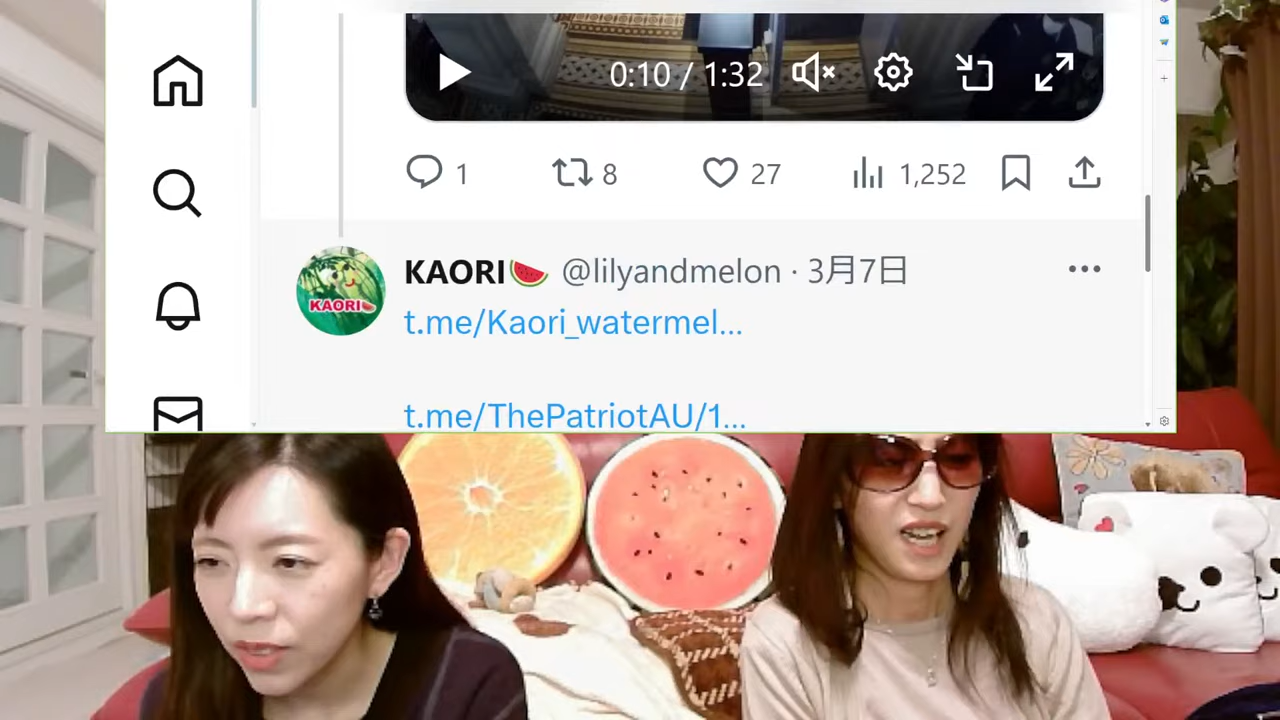 0:10 / 1:32
1 8 27 1,252
KAORI🍉 @lilyandmelon · 3月7日
KAORI
t.me/Kaori_watermel...
t.me/ThePatriotAU/1...